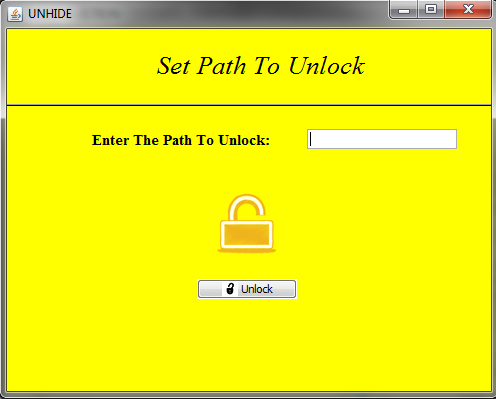 UNHIDE
Set Path To Unlock
Enter The Path To Unlock:
Unlock